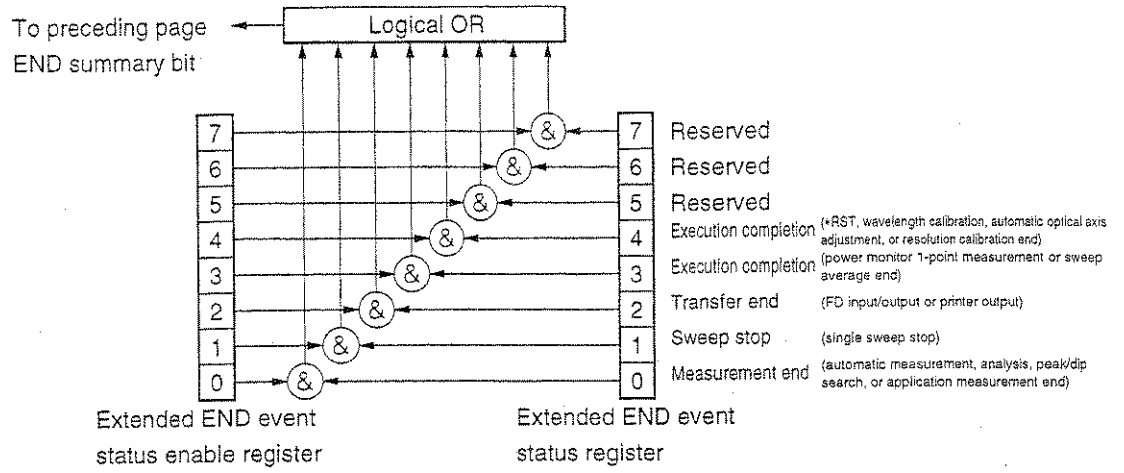 To preceding page
END summary bit
Logical OR
7 & 7 Reserved
6 & 6 Reserved
5 & 5 Reserved
4 & 4 Execution completion (*RST, wavelength calibration, automatic optical axis
adjustment, or resolution calibration end)
3 & 3 Execution completion (power monitor 1-point measurement or sweep
average end)
2 & 2 Transfer end (FD input/output or printer output)
1 & 1 Sweep stop (single sweep stop)
0 & 0 Measurement end (automatic measurement, analysis, peak/dip
search, or application measurement end)
Extended END event
status enable register
Extended END event
status register